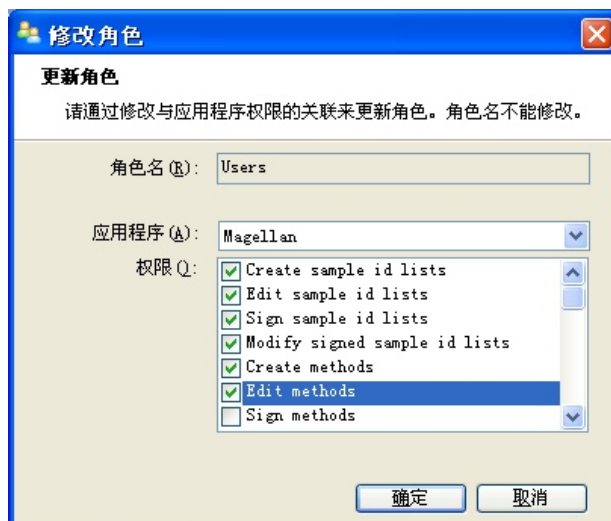 修改角色
更新角色
请通过修改与应用程序权限的关联来更新角色。角色名不能修改。
角色名(R): Users
应用程序(A): Magellan
权限(): Create sample id lists
Edit sample id lists
Sign sample id lists
Modify signed sample id lists
Create methods
Edit methods
Sign methods
确定 取消